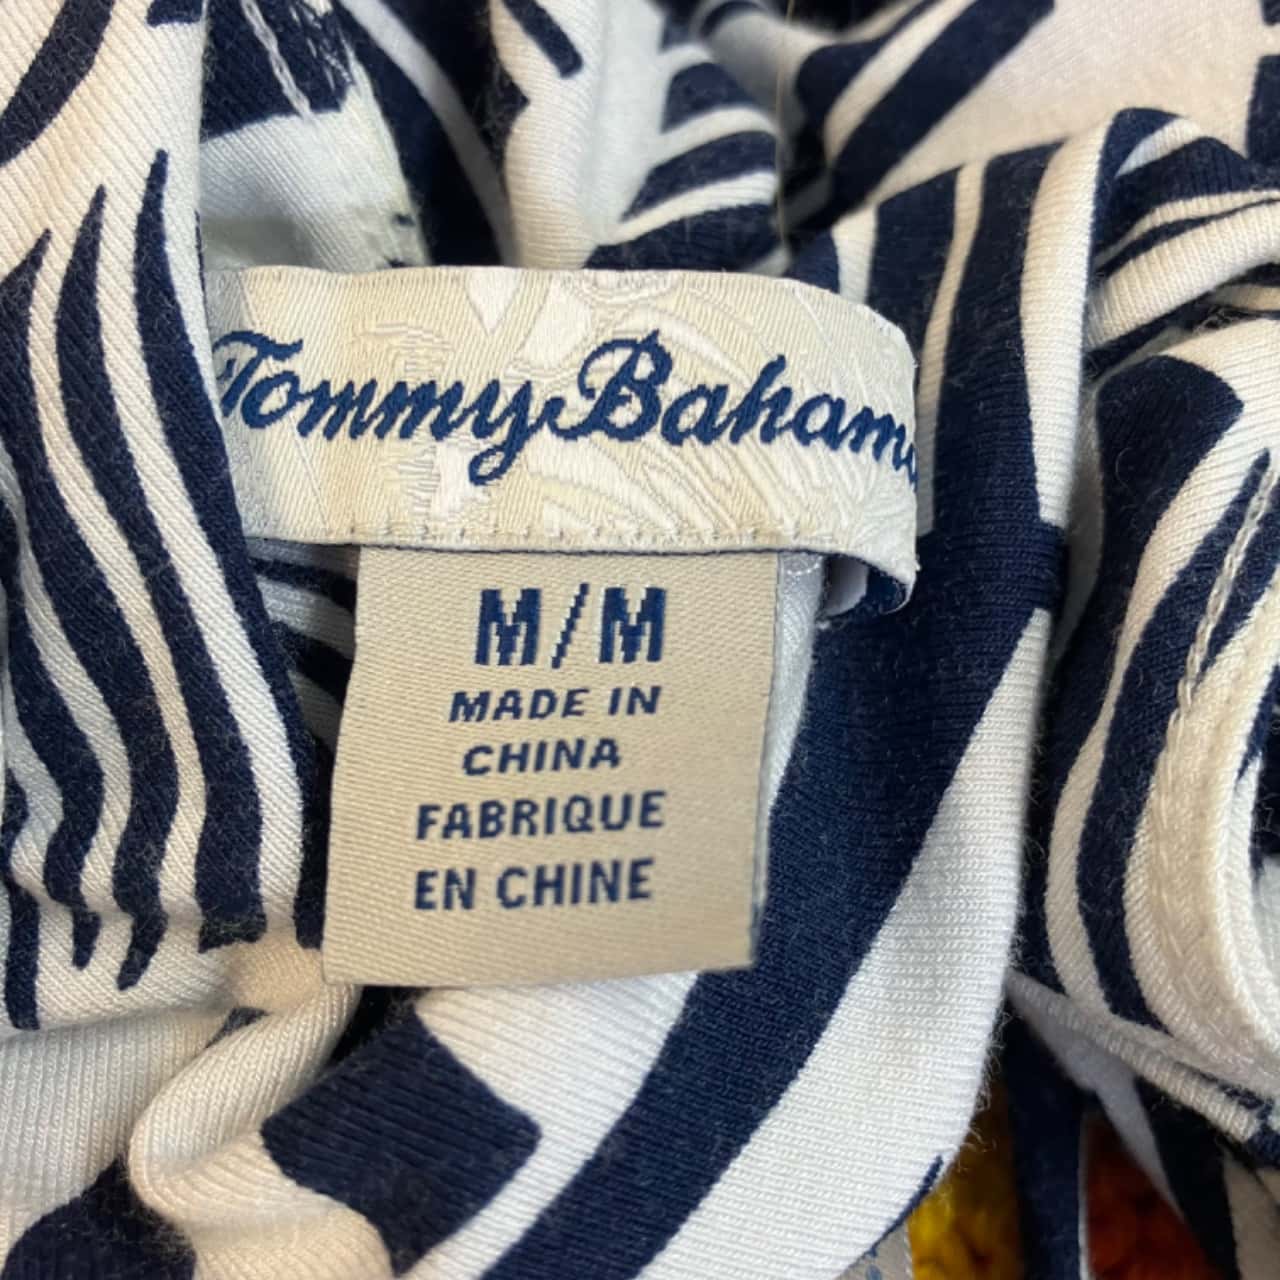 Tommy Bahama
M/M
MADE IN
CHINA
FABRIQUE
EN CHINE